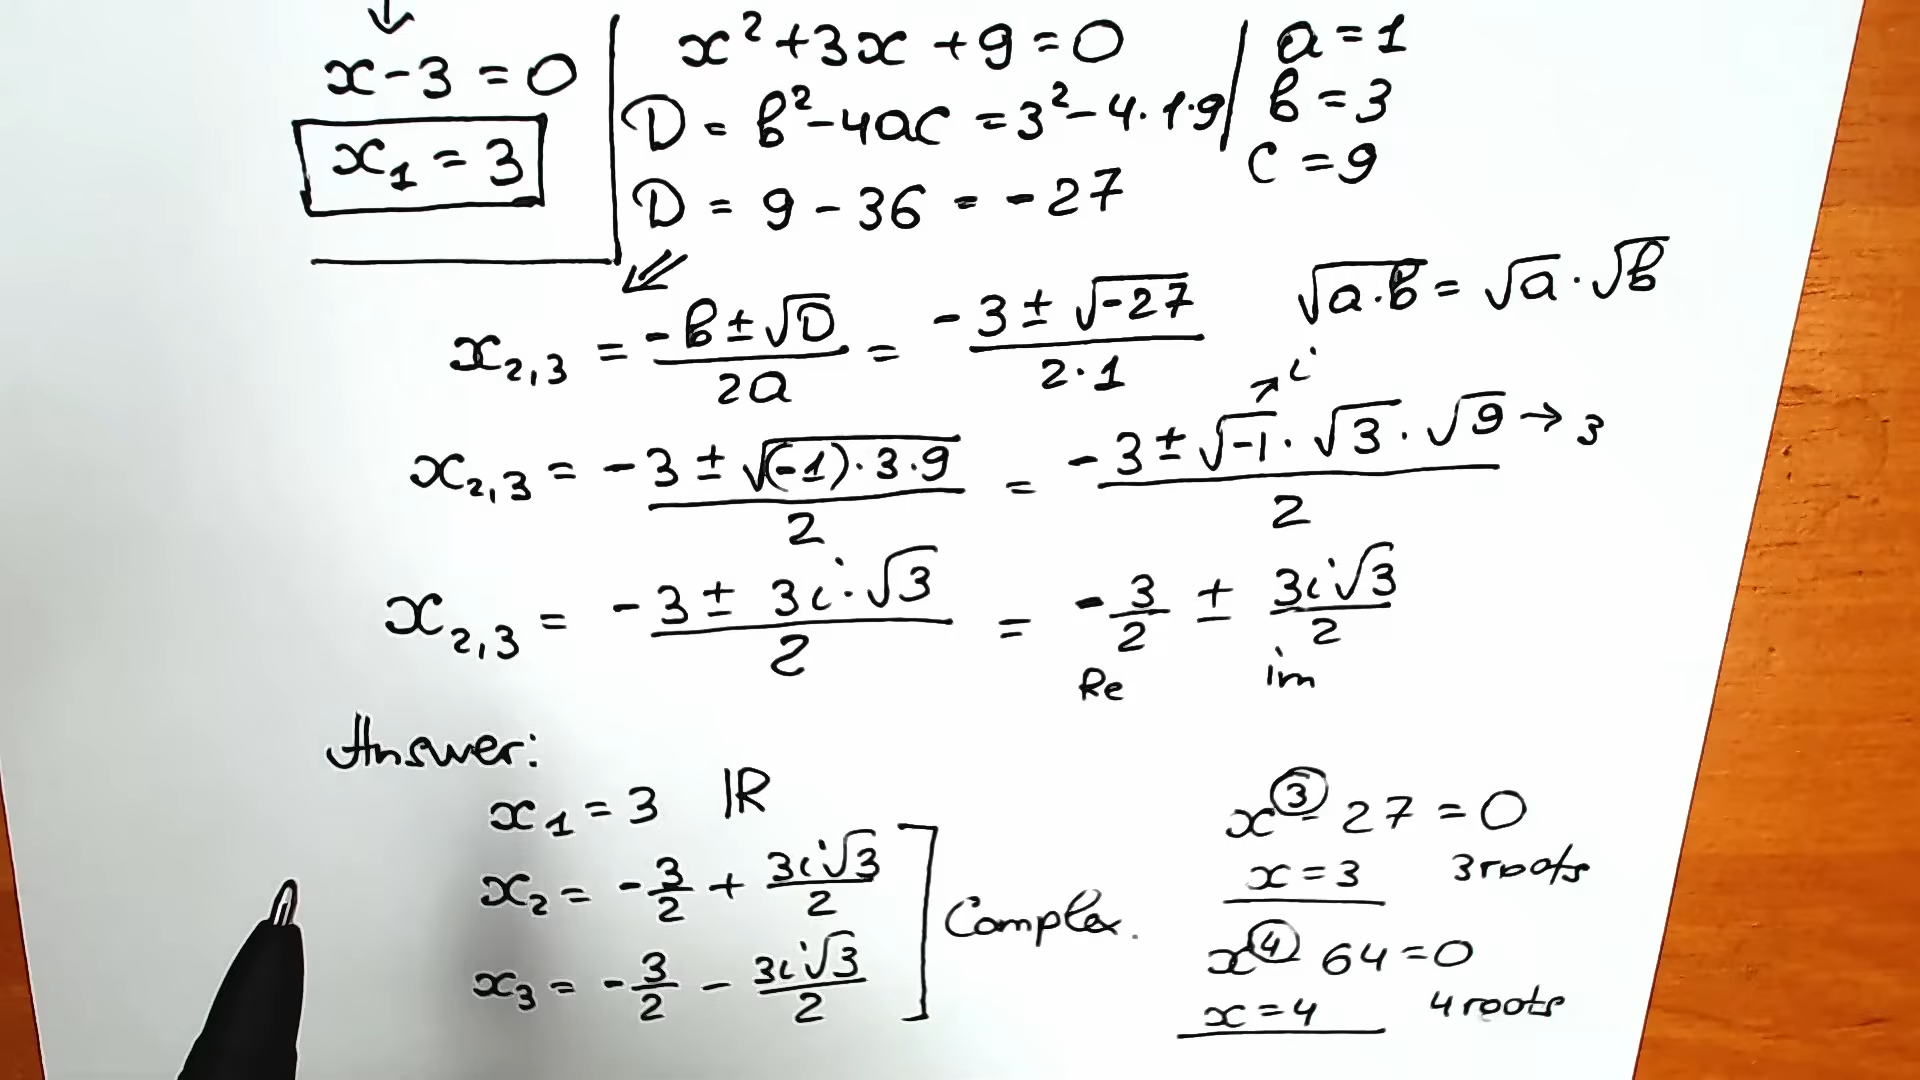 x - 3 = 0
x₁ = 3
x² + 3x + 9 = 0
D = b² - 4ac = 3² - 4 · 1 · 9
D = 9 - 36 = -27
a = 1
b = 3
c = 9
x₂,₃ = (-b ± √D)/(2a) = (-3 ± √-27)/(2 · 1)
√(a · b) = √a · √b
x₂,₃ = (-3 ± √((-1) · 3 · 9))/2 = (-3 ± √-1 · √3 · √9)/2
↗ i
→ 3
x₂,₃ = (-3 ± 3i · √3)/2 = -3/2 ± 3i√3/2
Re im
Answer:
x₁ = 3 ℝ
x₂ = -3/2 + 3i√3/2
x₃ = -3/2 - 3i√3/2
Complex.
x³ - 27 = 0
x = 3 3 roots
x⁴ - 64 = 0
x = 4 4 roots